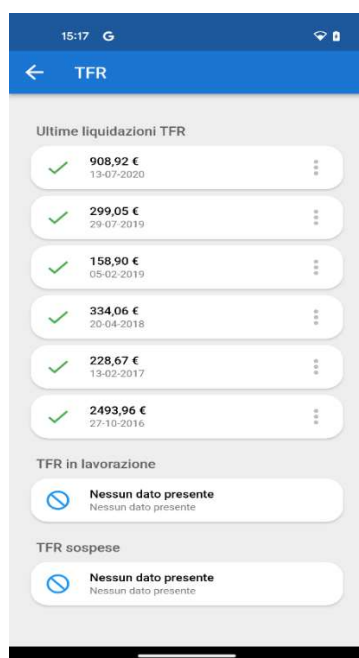 15:17 G
TFR
Ultime liquidazioni TFR
908,92 €
13-07-2020
299,05 €
29-07-2019
158,90 €
05-02-2019
334,06 €
20-04-2018
228,67 €
13-02-2017
2493,96 €
27-10-2016
TFR in lavorazione
Nessun dato presente
Nessun dato presente
TFR sospese
Nessun dato presente
Nessun dato presente